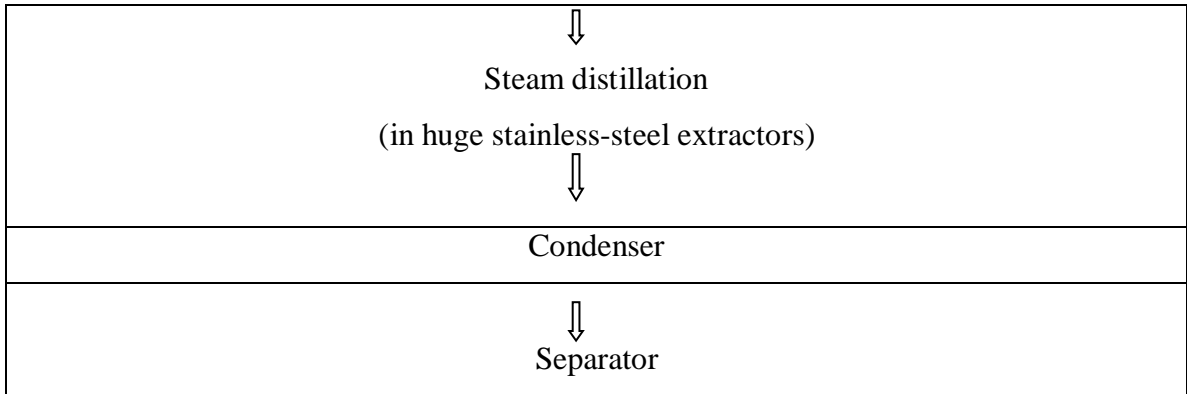 Steam distillation
(in huge stainless-steel extractors)
Condenser
Separator